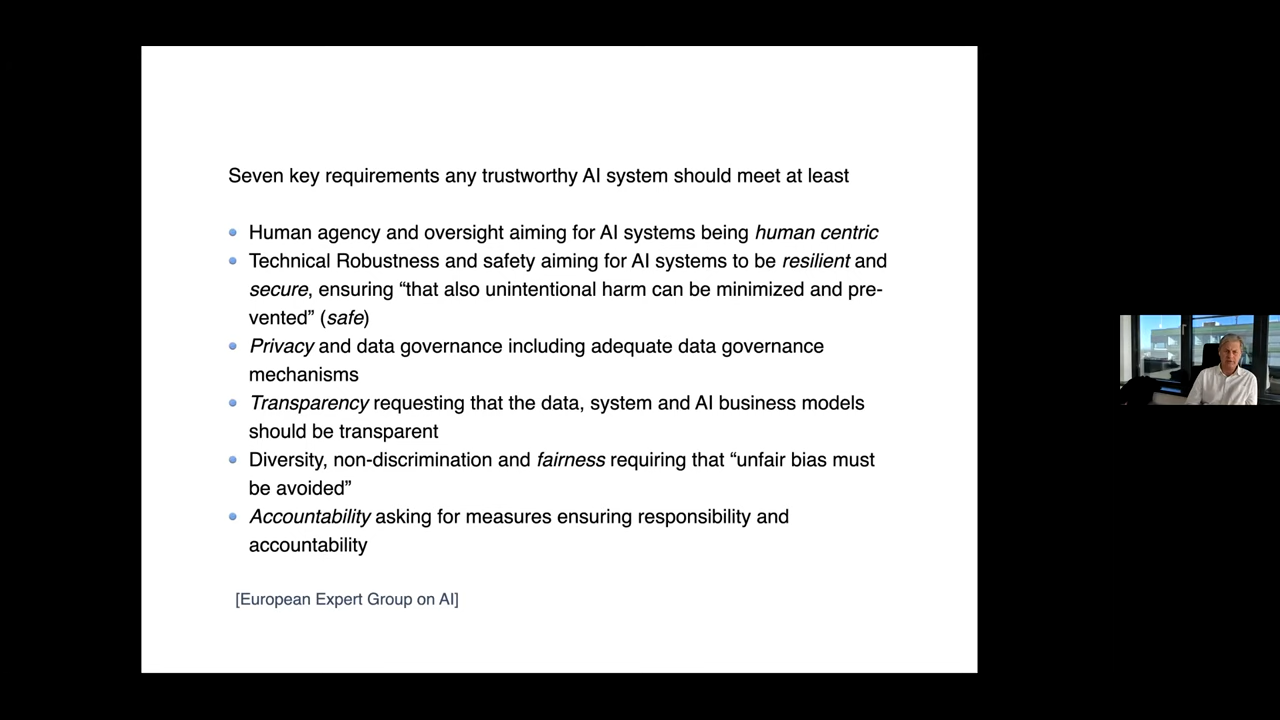 Seven key requirements any trustworthy AI system should meet at least
Human agency and oversight aiming for AI systems being human centric
Technical Robustness and safety aiming for AI systems to be resilient and
secure, ensuring “that also unintentional harm can be minimized and pre-
vented” (safe)
Privacy and data governance including adequate data governance
mechanisms
Transparency requesting that the data, system and AI business models
should be transparent
Diversity, non-discrimination and fairness requiring that “unfair bias must
be avoided”
Accountability asking for measures ensuring responsibility and
accountability
[European Expert Group on AI]